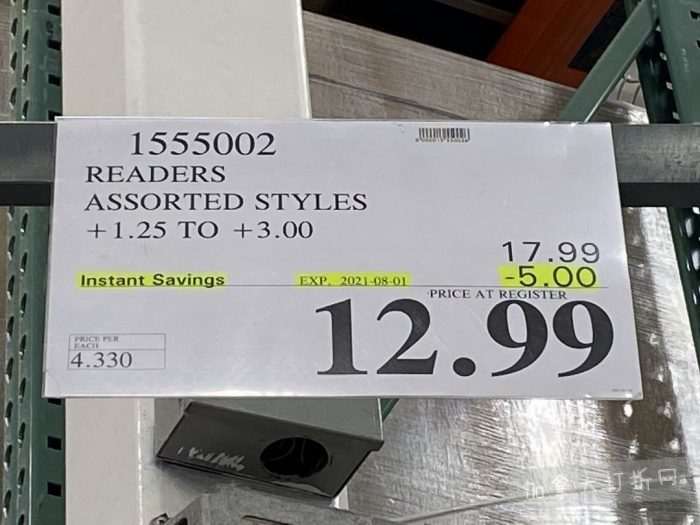 1555002
READERS
ASSORTED STYLES
+1.25 TO +3.00
17.99
Instant Savings EXP. 2021-08-01 -5.00
PRICE AT REGISTER
12.99
PRICE PER
EACH
4.330